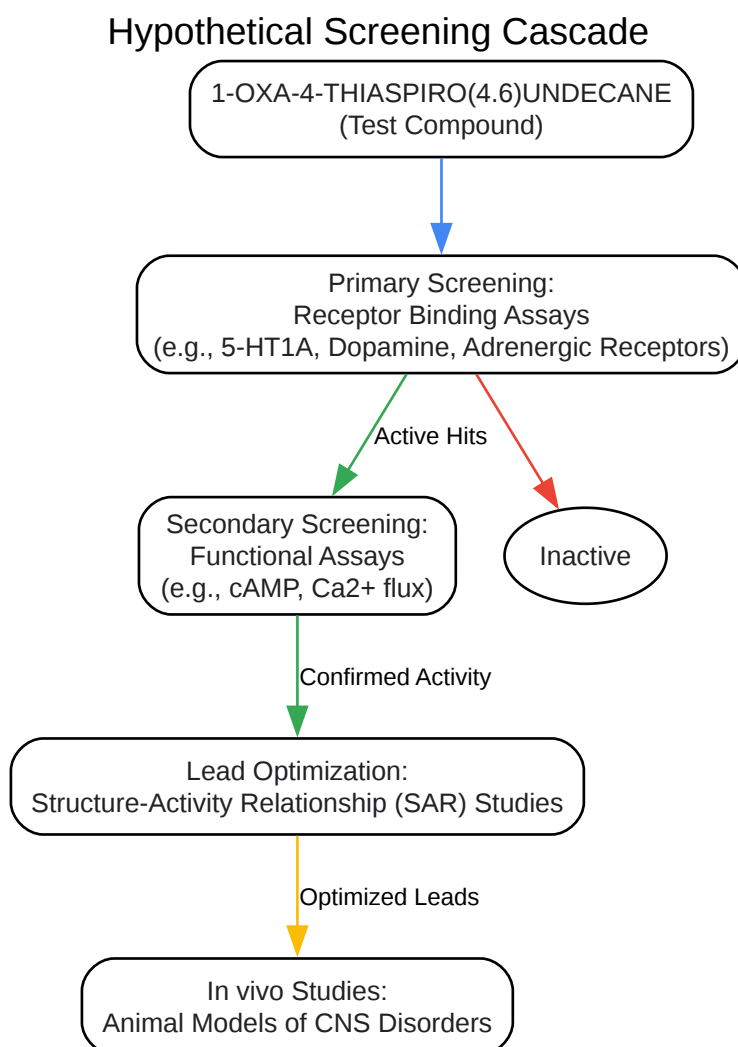 Hypothetical Screening Cascade
1-OXA-4-THIASPIRO(4.6)UNDECANE
(Test Compound)
Primary Screening:
Receptor Binding Assays
(e.g., 5-HT1A, Dopamine, Adrenergic Receptors)
Active Hits
Secondary Screening:
Functional Assays
(e.g., cAMP, Ca2+ flux)
Inactive
Confirmed Activity
Lead Optimization:
Structure-Activity Relationship (SAR) Studies
Optimized Leads
In vivo Studies:
Animal Models of CNS Disorders